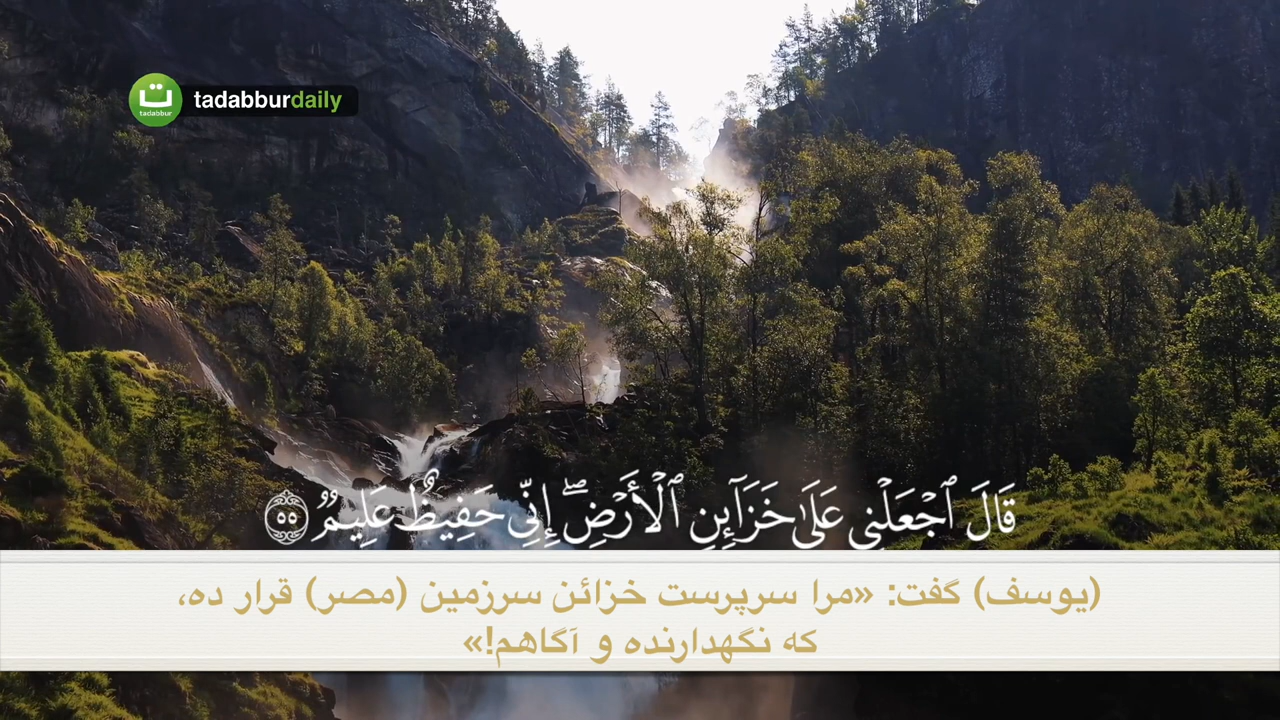 ت
tadabbur
tadabburdaily
قَالَ ٱجۡعَلۡنِي عَلَىٰ خَزَآئِنِ ٱلۡأَرۡضِۖ إِنِّي حَفِيظٌ عَلِيمٞ ٥٥
(یوسف) گفت: «مرا سرپرست خزائن سرزمین (مصر) قرار ده،
که نگهدارنده و آگاهم!»